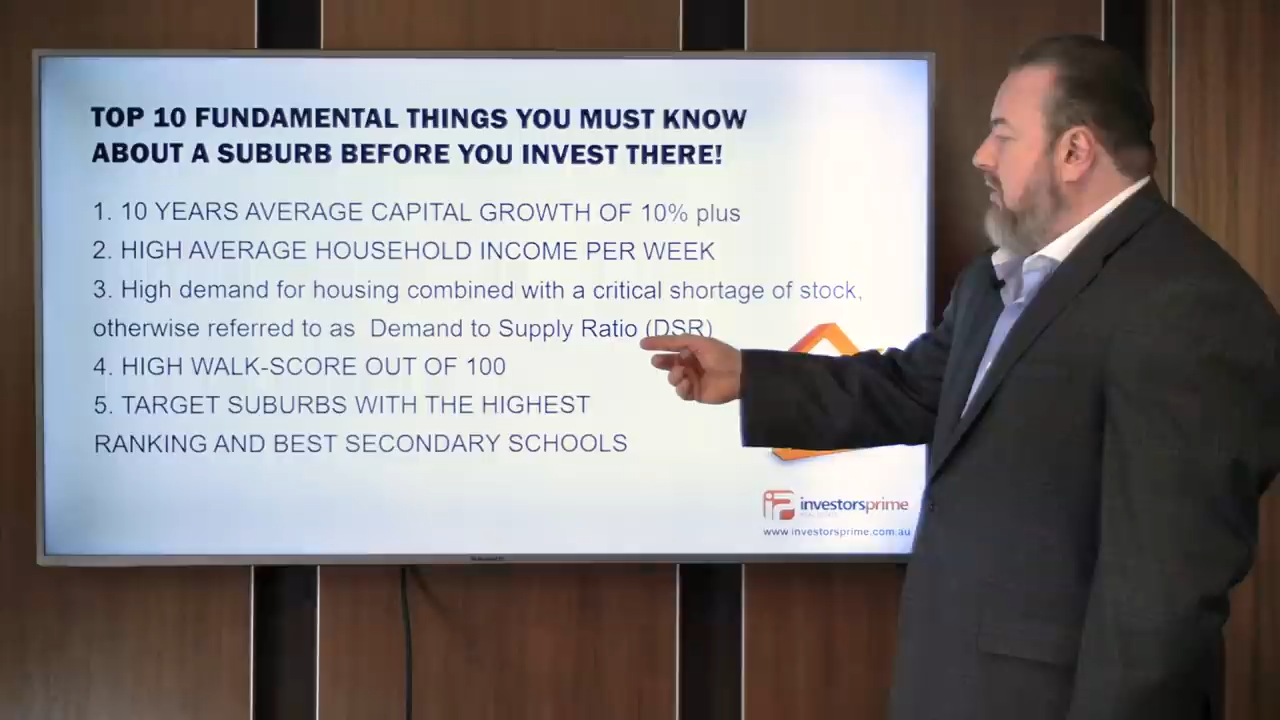 TOP 10 FUNDAMENTAL THINGS YOU MUST KNOW
ABOUT A SUBURB BEFORE YOU INVEST THERE!
1. 10 YEARS AVERAGE CAPITAL GROWTH OF 10% plus
2. HIGH AVERAGE HOUSEHOLD INCOME PER WEEK
3. High demand for housing combined with a critical shortage of stock,
otherwise referred to as Demand to Supply Ratio (DSR)
4. HIGH WALK-SCORE OUT OF 100
5. TARGET SUBURBS WITH THE HIGHEST
RANKING AND BEST SECONDARY SCHOOLS
investorsprime
www.investorsprime.com.au